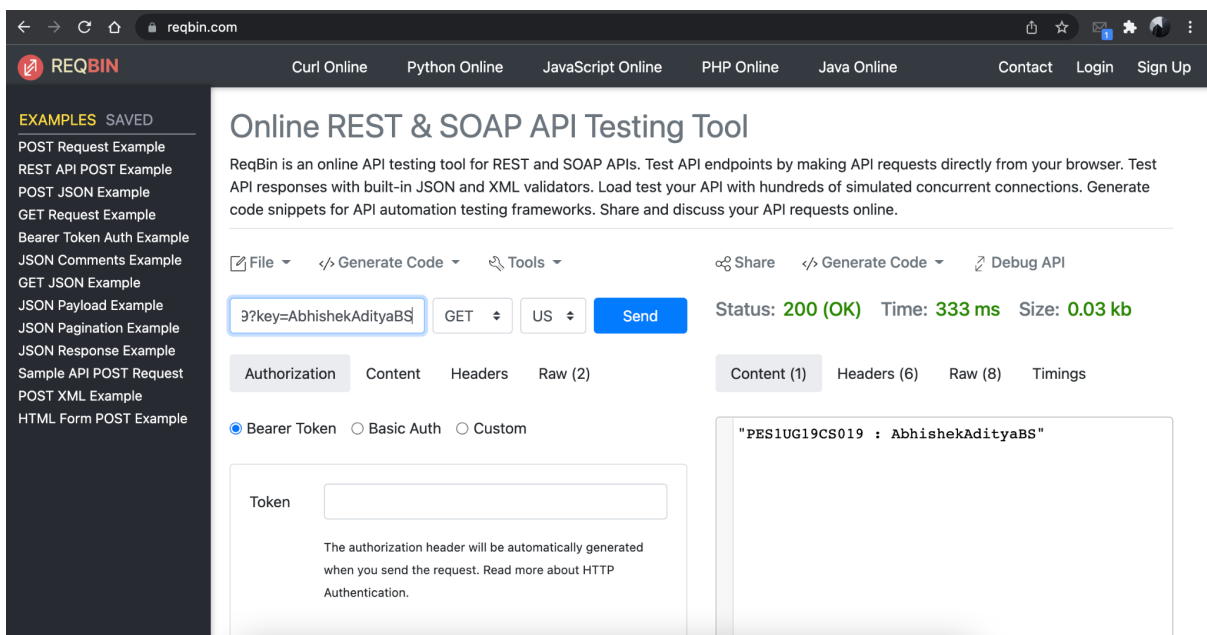 reqbin.com
1
REQBIN
Curl Online Python Online JavaScript Online PHP Online Java Online Contact Login Sign Up
EXAMPLES SAVED
POST Request Example
REST API POST Example
POST JSON Example
GET Request Example
Bearer Token Auth Example
JSON Comments Example
GET JSON Example
JSON Payload Example
JSON Pagination Example
JSON Response Example
Sample API POST Request
POST XML Example
HTML Form POST Example
Online REST & SOAP API Testing Tool
ReqBin is an online API testing tool for REST and SOAP APIs. Test API endpoints by making API requests directly from your browser. Test
API responses with built-in JSON and XML validators. Load test your API with hundreds of simulated concurrent connections. Generate
code snippets for API automation testing frameworks. Share and discuss your API requests online.
File </> Generate Code Tools
9?key=AbhishekAdityaBS GET US Send
Authorization Content Headers Raw (2)
Bearer Token Basic Auth Custom
Token
The authorization header will be automatically generated
when you send the request. Read more about HTTP
Authentication.
Share </> Generate Code Debug API
Status: 200 (OK) Time: 333 ms Size: 0.03 kb
Content (1) Headers (6) Raw (8) Timings
"PES1UG19CS019 : AbhishekAdityaBS"